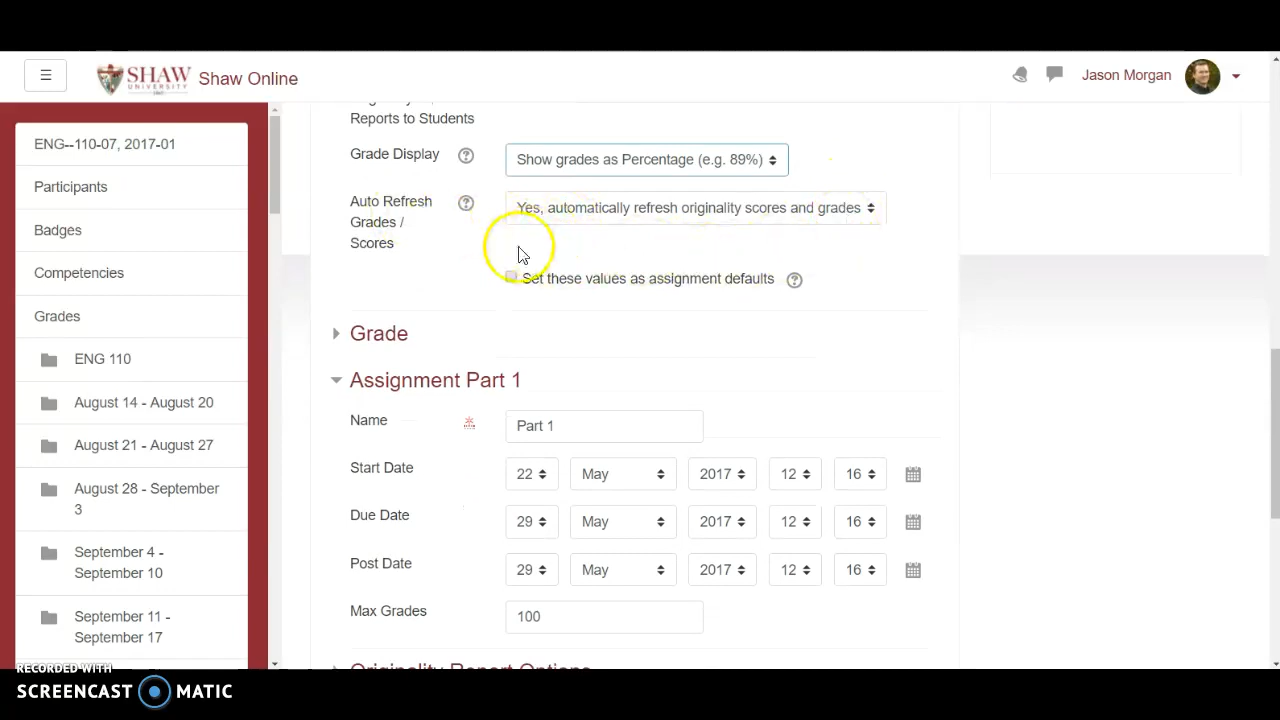 SHAW
UNIVERSITY
Shaw Online
Jason Morgan
ENG--110-07, 2017-01
Participants
Badges
Competencies
Grades
ENG 110
August 14 - August 20
August 21 - August 27
August 28 - September
3
September 4 -
September 10
September 11 -
September 17
Reports to Students
Grade Display
Show grades as Percentage (e.g. 89%)
Auto Refresh
Grades /
Scores
Yes, automatically refresh originality scores and grades
Set these values as assignment defaults
Grade
Assignment Part 1
Name
Part 1
Start Date
22 May 2017 12 16
Due Date
29 May 2017 12 16
Post Date
29 May 2017 12 16
Max Grades
100
Originality Report Options
RECORDED WITH
SCREENCAST MATIC